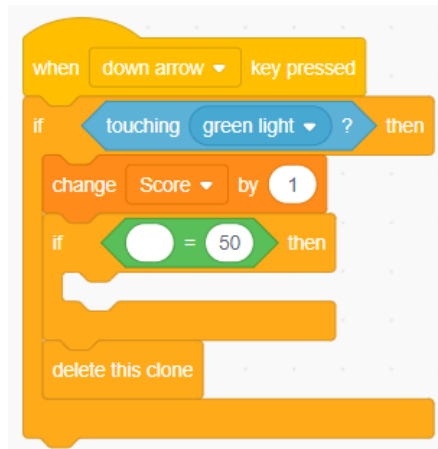 when down arrow key pressed
if touching green light ? then
change Score by 1
if = 50 then
delete this clone